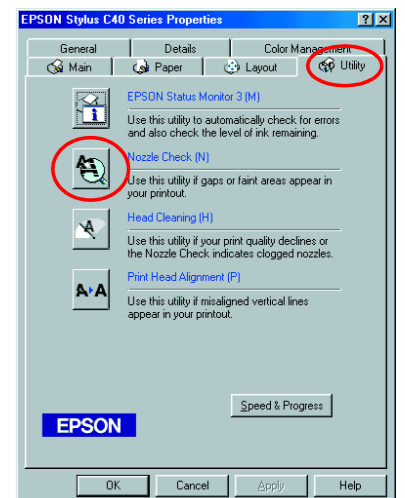 EPSON Stylus C40 Series Properties
General Details Color Management
Main Paper Layout Utility
EPSON Status Monitor 3 (M)
Use this utility to automatically check for errors
and also check the level of ink remaining.
Nozzle Check (N)
Use this utility if gaps or faint areas appear in
your printout.
Head Cleaning (H)
Use this utility if your print quality declines or
the Nozzle Check indicates clogged nozzles.
Print Head Alignment (P)
Use this utility if misaligned vertical lines
appear in your printout.
Speed & Progress
EPSON
OK Cancel Apply Help